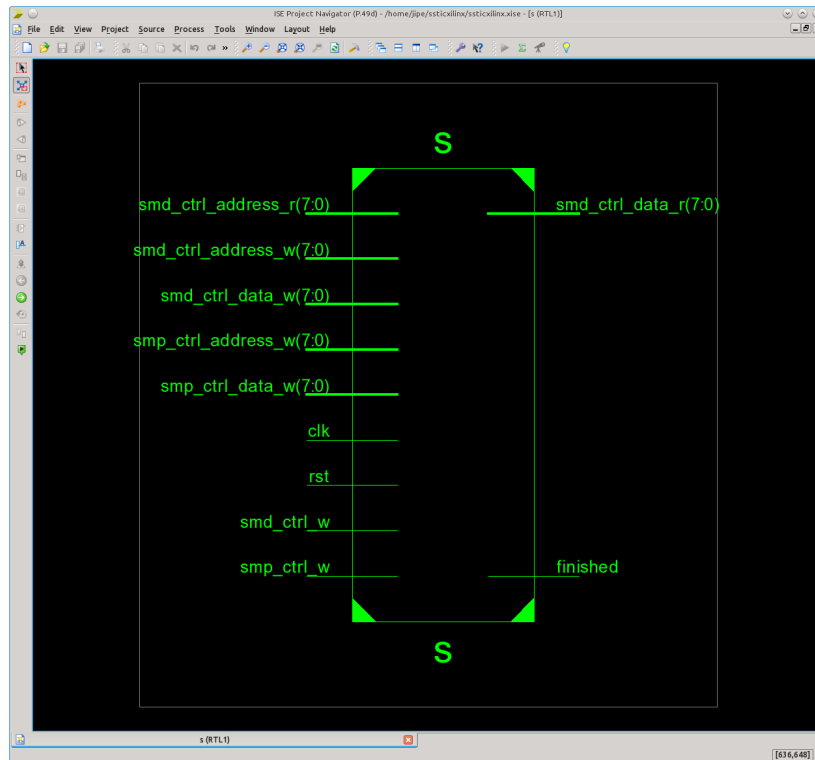 ISE Project Navigator (P.49d) - /home/jipe/ssticxilinx/ssticxilinx.xise - [s (RTL1)]
File Edit View Project Source Process Tools Window Layout Help
s
smd_ctrl_address_r(7:0)
smd_ctrl_data_r(7:0)
smd_ctrl_address_w(7:0)
smd_ctrl_data_w(7:0)
smp_ctrl_address_w(7:0)
smp_ctrl_data_w(7:0)
clk
rst
smd_ctrl_w
smp_ctrl_w
finished
s
s (RTL1)
[636,648]